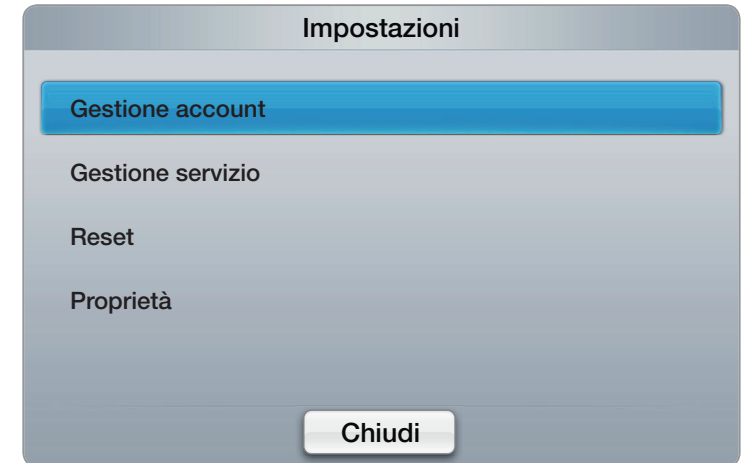 Impostazioni
Gestione account
Gestione servizio
Reset
Proprietà
Chiudi